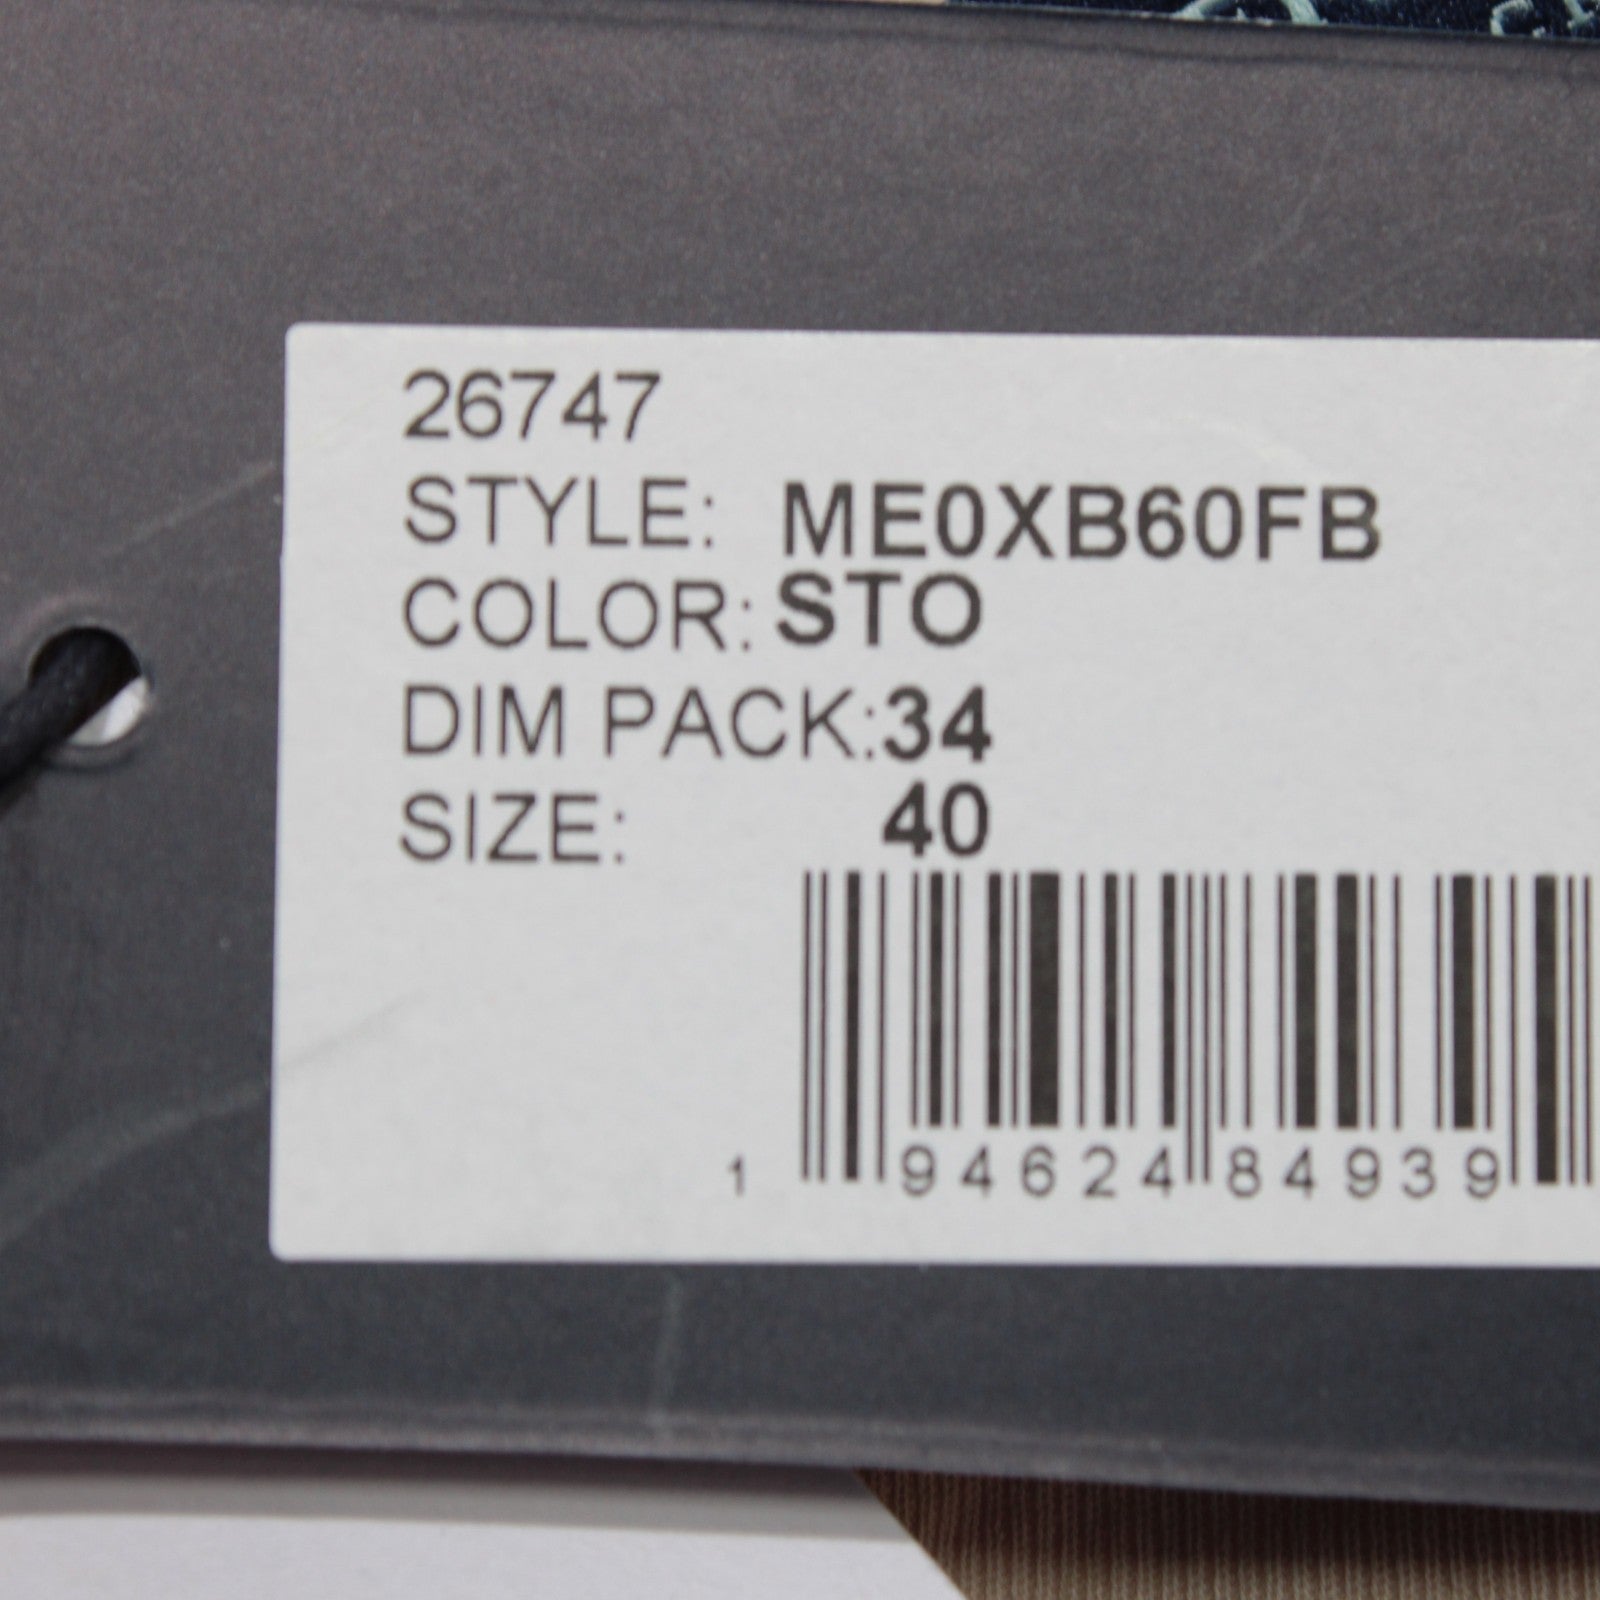 26747
STYLE: ME0XB60FB
COLOR: STO
DIM PACK:34
SIZE: 40
1 94624 84939